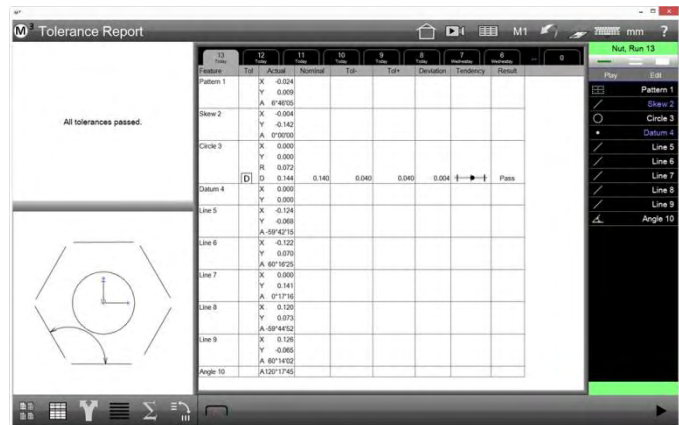 M³ Tolerance Report
M1
mm
?
13 Today
12 Today
11 Today
10 Today
9 Today
8 Today
7 Wednesday
6 Wednesday
...
0
Nut, Run 13
Play Edit
All tolerances passed.
Feature Tol Actual Nominal Tol- Tol+ Deviation Tendency Result
Pattern 1 X -0.024
Y 0.009
A 6°46'05
Skew 2 X -0.004
Y -0.142
A 0°00'00
Circle 3 X 0.000
Y 0.000
R 0.072
D D 0.144 0.140 0.040 0.040 0.004 Pass
Datum 4 X 0.000
Y 0.000
Line 5 X -0.124
Y -0.068
A -59°42'15
Line 6 X -0.122
Y 0.070
A 60°16'25
Line 7 X 0.000
Y 0.141
A 0°17'16
Line 8 X 0.120
Y 0.073
A -59°44'52
Line 9 X 0.126
Y -0.065
A 60°14'02
Angle 10 A 120°17'45
Pattern 1
Skew 2
Circle 3
Datum 4
Line 5
Line 6
Line 7
Line 8
Line 9
Angle 10